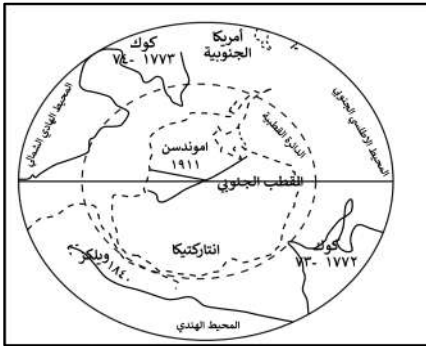 كوك
١٧٧٣ -٧٤
أمريكا
الجنوبية
المحيط الهادي الشمالي
المحيط الاطلسي الجنوبي
الدائرة القطبية
اموندسن
١٩١١
القطب الجنوبي
انتاركتيكا
كوك
١٧٧٢ -٧٣
ويلكز ١٨٤٠
المحيط الهندي